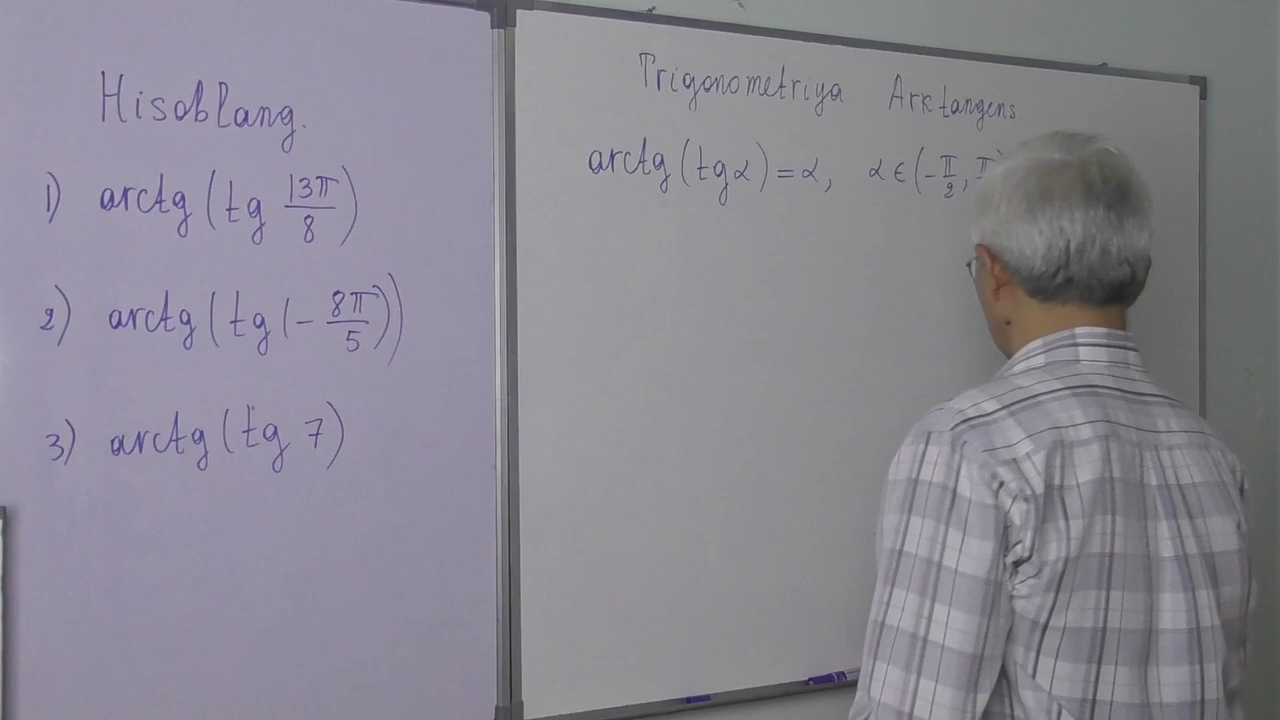 Hisoblang.
1) arctg (tg 13π/8)
2) arctg (tg (- 8π/5))
3) arctg (tg 7)
Trigonometriya Arktangens
arctg (tg α) = α, α ∈ (-π/2, π